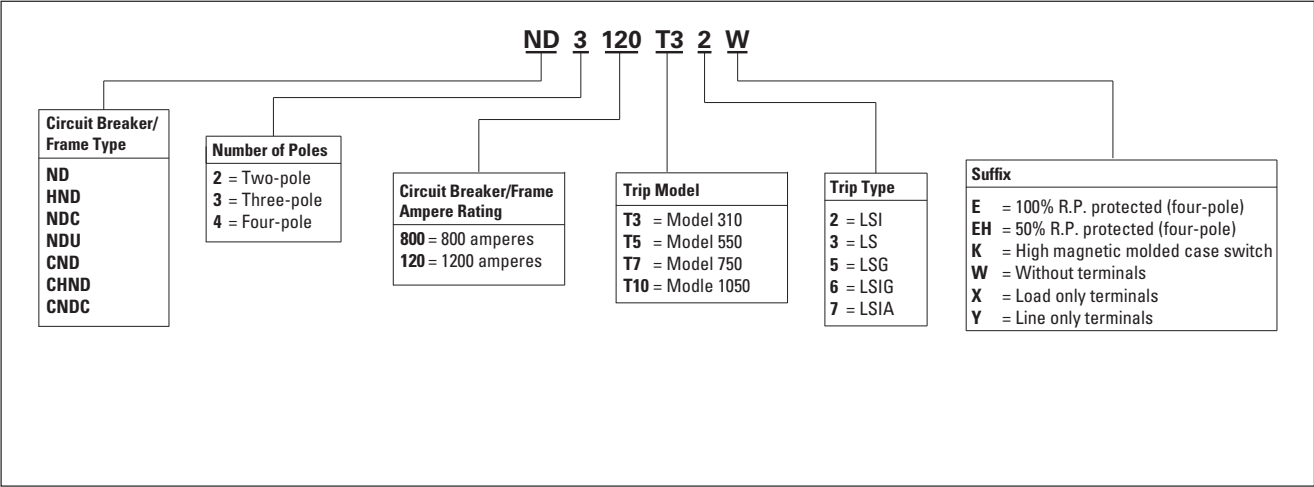 ND 3 120 T3 2 W
Circuit Breaker/
Frame Type
ND
HND
NDC
NDU
CND
CHND
CNDC
Number of Poles
2 = Two-pole
3 = Three-pole
4 = Four-pole
Circuit Breaker/Frame
Ampere Rating
800 = 800 amperes
120 = 1200 amperes
Trip Model
T3 = Model 310
T5 = Model 550
T7 = Model 750
T10 = Modle 1050
Trip Type
2 = LSI
3 = LS
5 = LSG
6 = LSIG
7 = LSIA
Suffix
E = 100% R.P. protected (four-pole)
EH = 50% R.P. protected (four-pole)
K = High magnetic molded case switch
W = Without terminals
X = Load only terminals
Y = Line only terminals